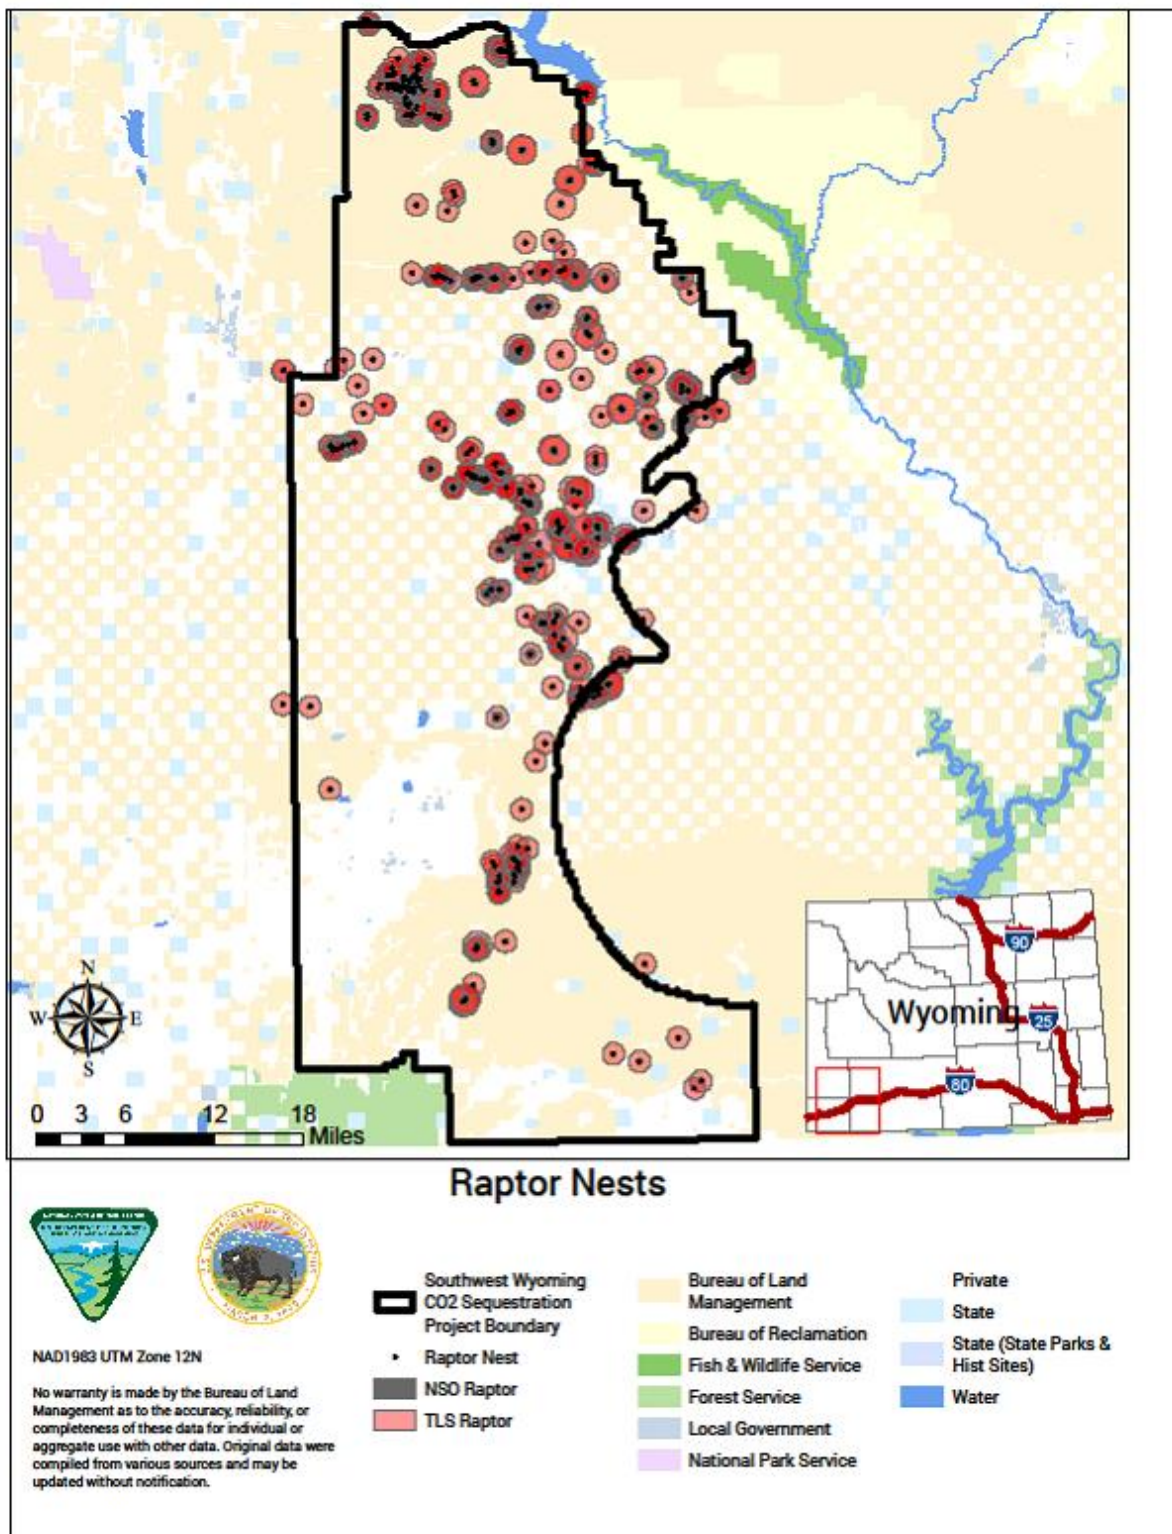 N
W
E
S
0 3 6 12 18
Miles
Wyoming
90
25
80
Raptor Nests
NAD1983 UTM Zone 12N
No warranty is made by the Bureau of Land
Management as to the accuracy, reliability, or
completeness of these data for individual or
aggregate use with other data. Original data were
compiled from various sources and may be
updated without notification.
Southwest Wyoming
CO2 Sequestration
Project Boundary
Raptor Nest
NSO Raptor
TLS Raptor
Bureau of Land
Management
Bureau of Reclamation
Fish & Wildlife Service
Forest Service
Local Government
National Park Service
Private
State
State (State Parks &
Hist Sites)
Water